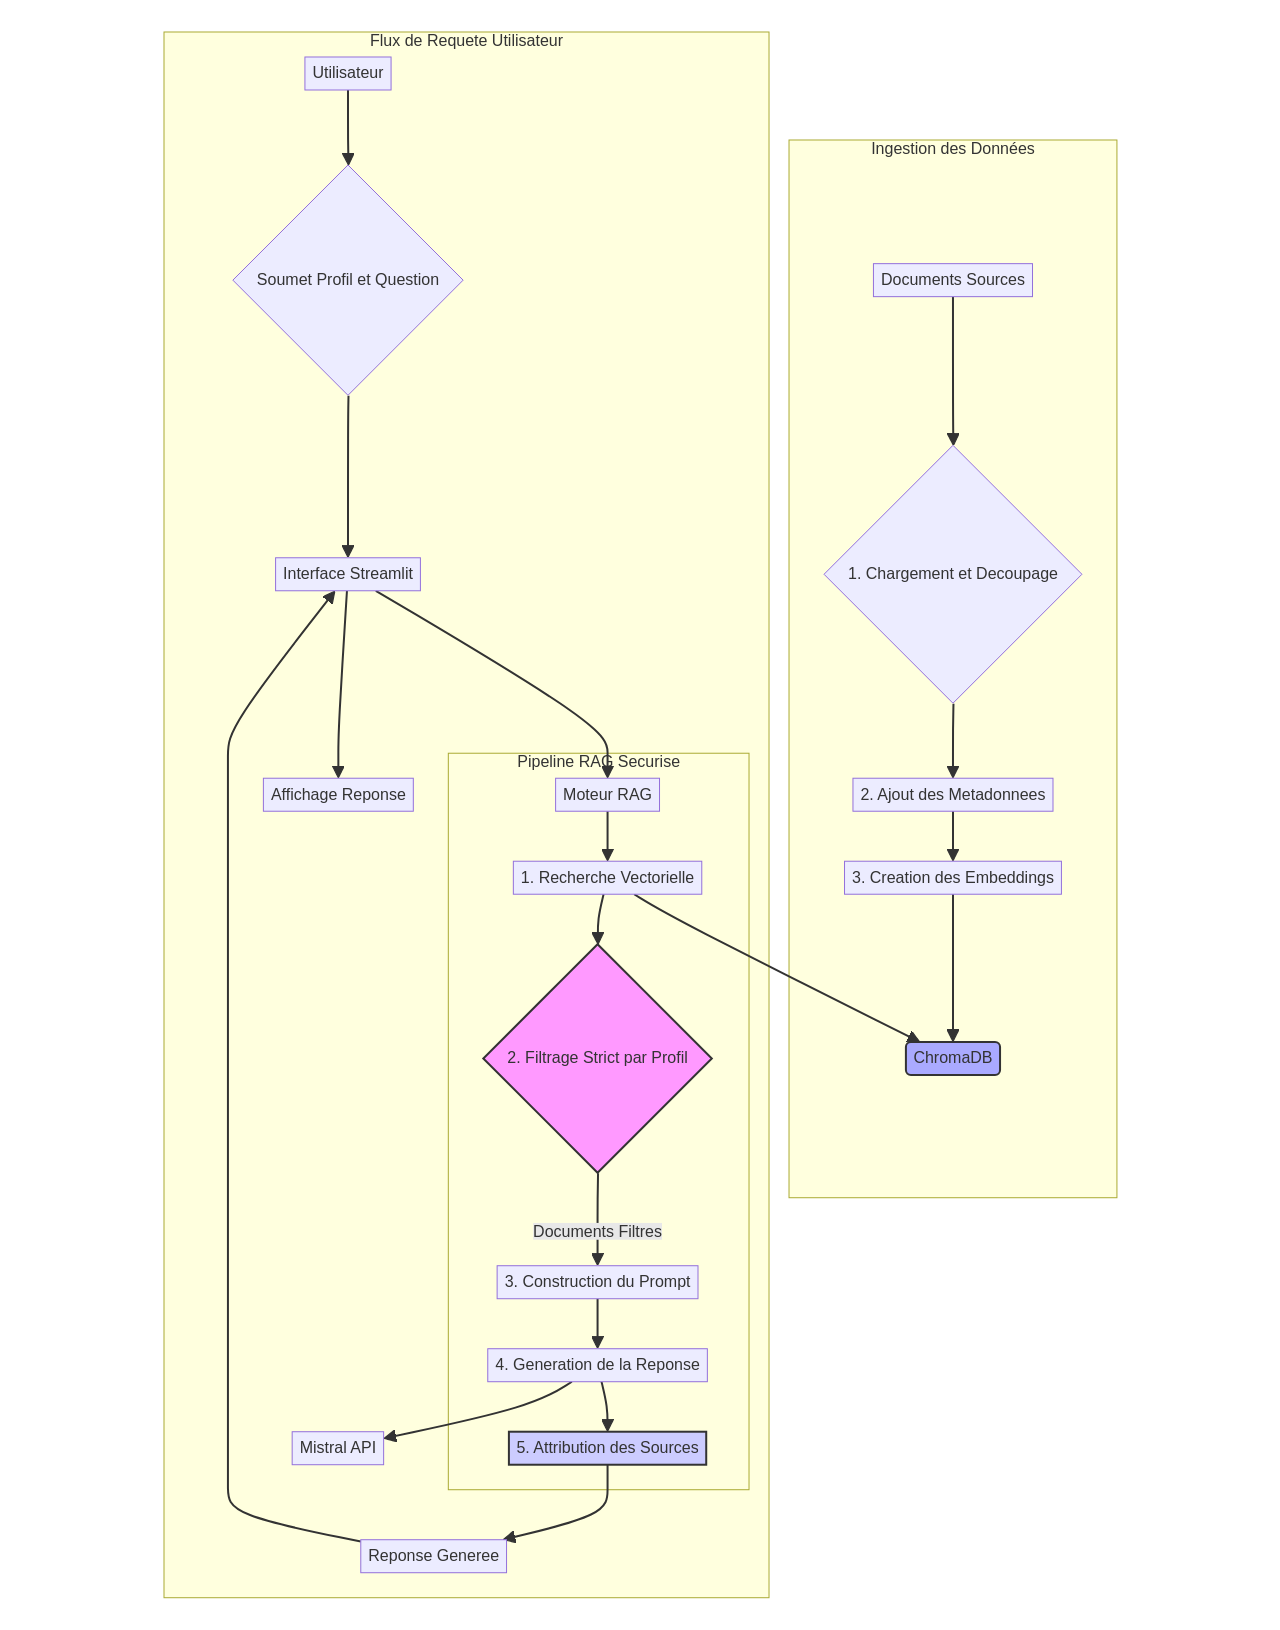 Flux de Requete Utilisateur
Utilisateur
Soumet Profil et Question
Interface Streamlit
Affichage Reponse
Pipeline RAG Securise
Moteur RAG
1. Recherche Vectorielle
2. Filtrage Strict par Profil
Documents Filtres
3. Construction du Prompt
4. Generation de la Reponse
Mistral API
5. Attribution des Sources
Reponse Generee
Ingestion des Données
Documents Sources
1. Chargement et Decoupage
2. Ajout des Metadonnees
3. Creation des Embeddings
ChromaDB